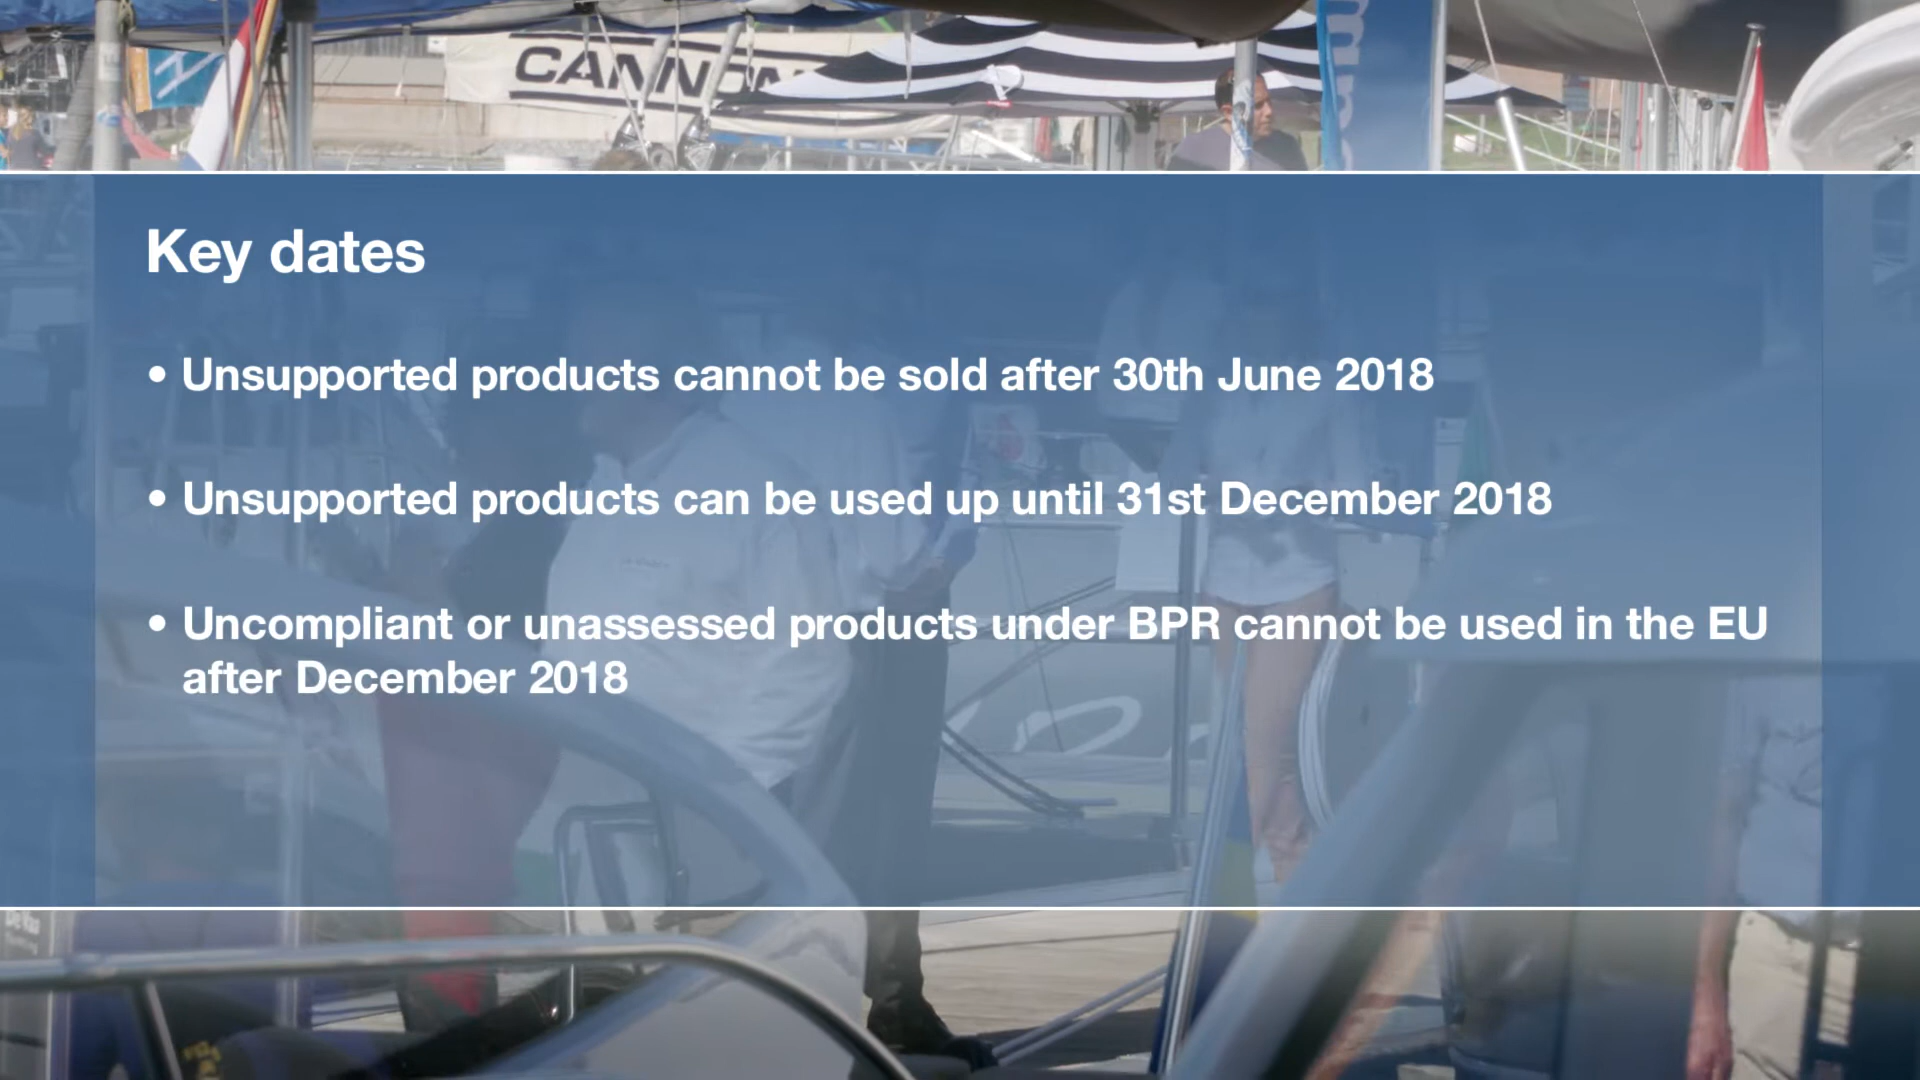 CANNON
Key dates
• Unsupported products cannot be sold after 30th June 2018
• Unsupported products can be used up until 31st December 2018
• Uncompliant or unassessed products under BPR cannot be used in the EU
after December 2018